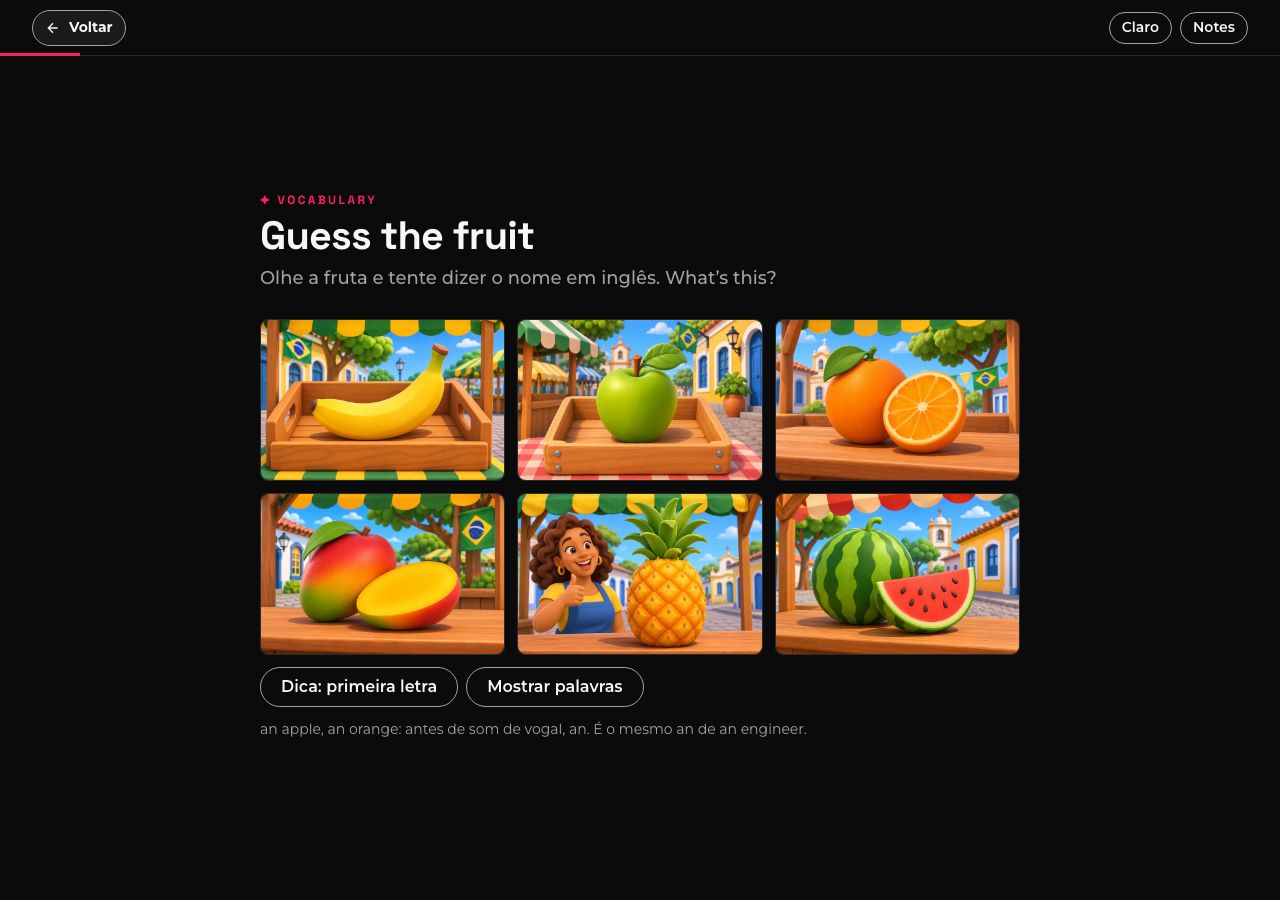 Voltar
Claro
Notes
VOCABULARY
Guess the fruit
Olhe a fruta e tente dizer o nome em inglês. What’s this?
Dica: primeira letra
Mostrar palavras
an apple, an orange: antes de som de vogal, an. É o mesmo an de an engineer.